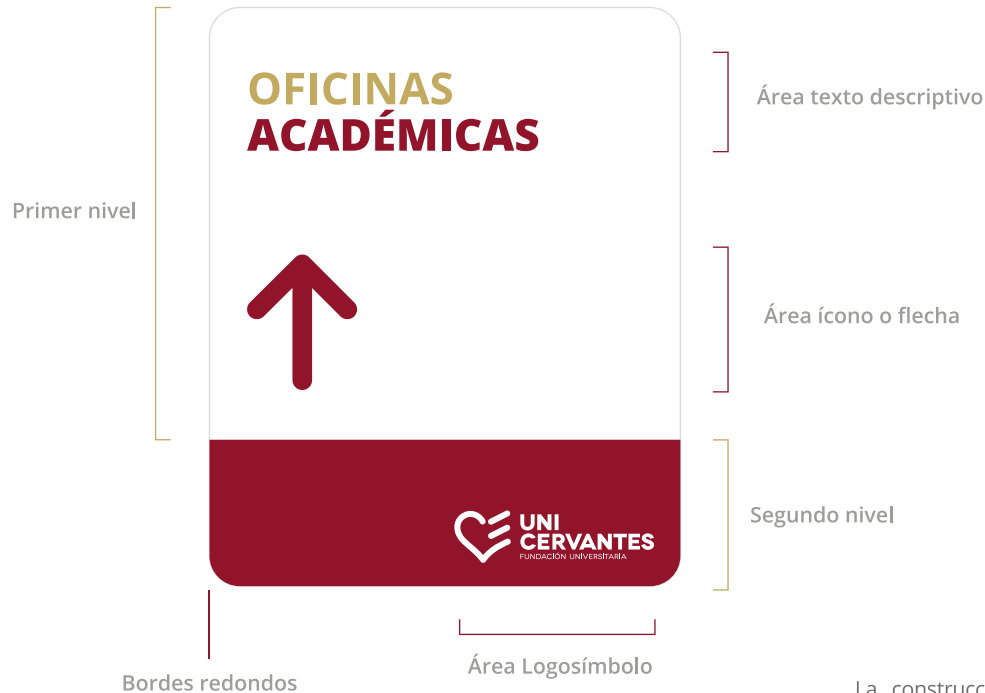 OFICINAS
ACADÉMICAS
Área texto descriptivo
Primer nivel
Área ícono o flecha
Segundo nivel
UNI
CERVANTES
FUNDACIÓN UNIVERSITARIA
Área Logosímbolo
Bordes redondos
La